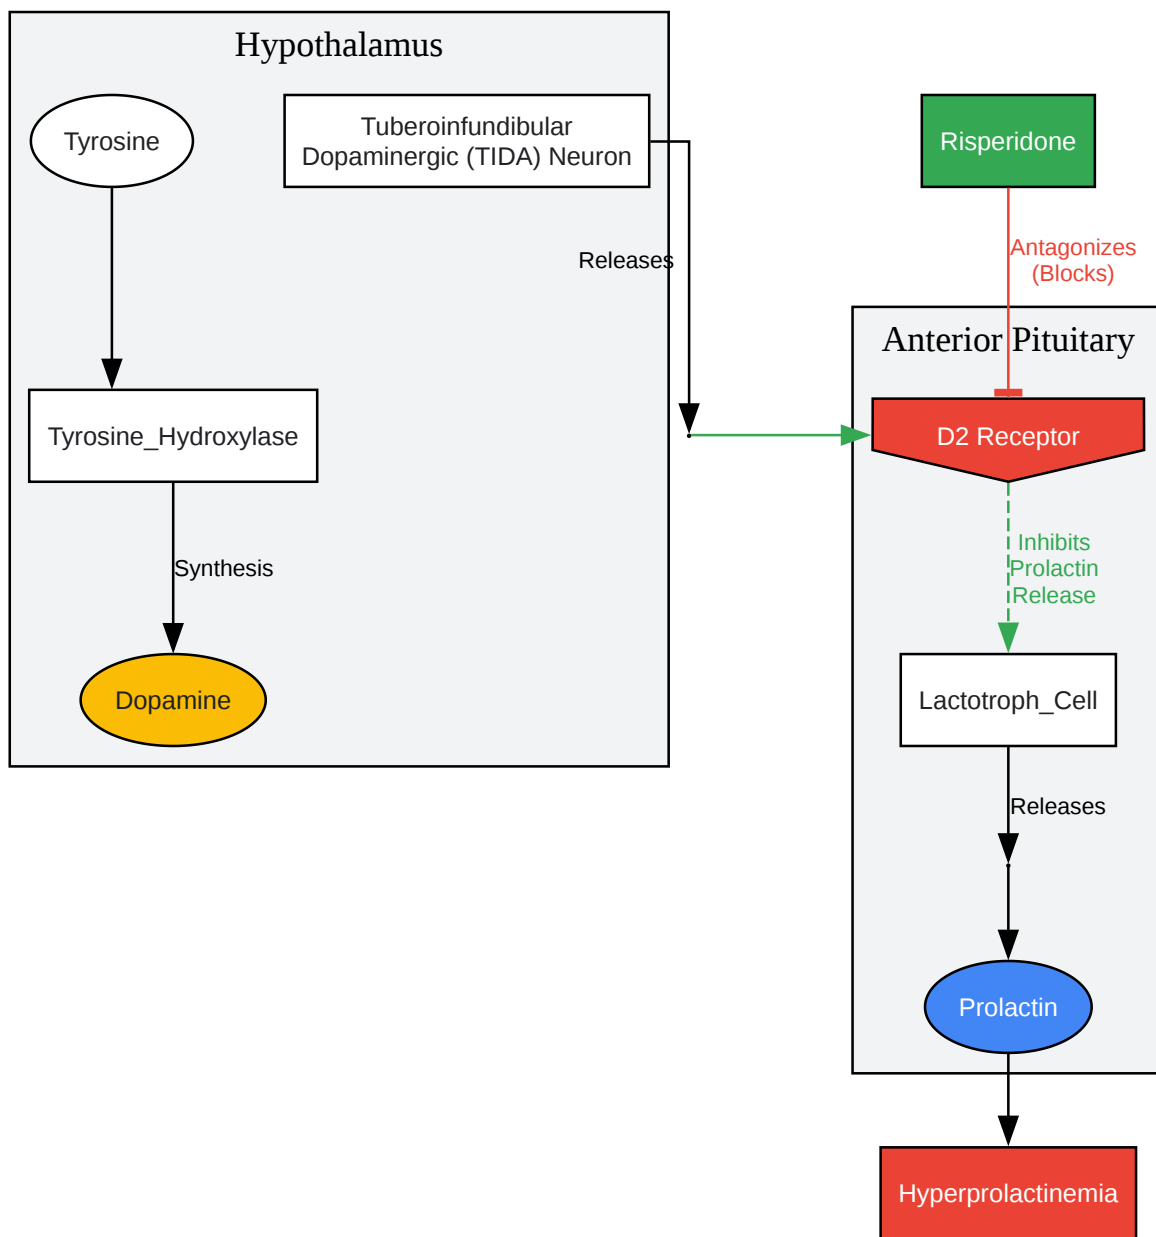 Hypothalamus
Tyrosine
Tuberoinfundibular
Dopaminergic (TIDA) Neuron
Risperidone
Releases
Antagonizes
(Blocks)
Anterior Pituitary
Tyrosine_Hydroxylase
D2 Receptor
Synthesis
Inhibits
Prolactin
Release
Dopamine
Lactotroph_Cell
Releases
Prolactin
Hyperprolactinemia